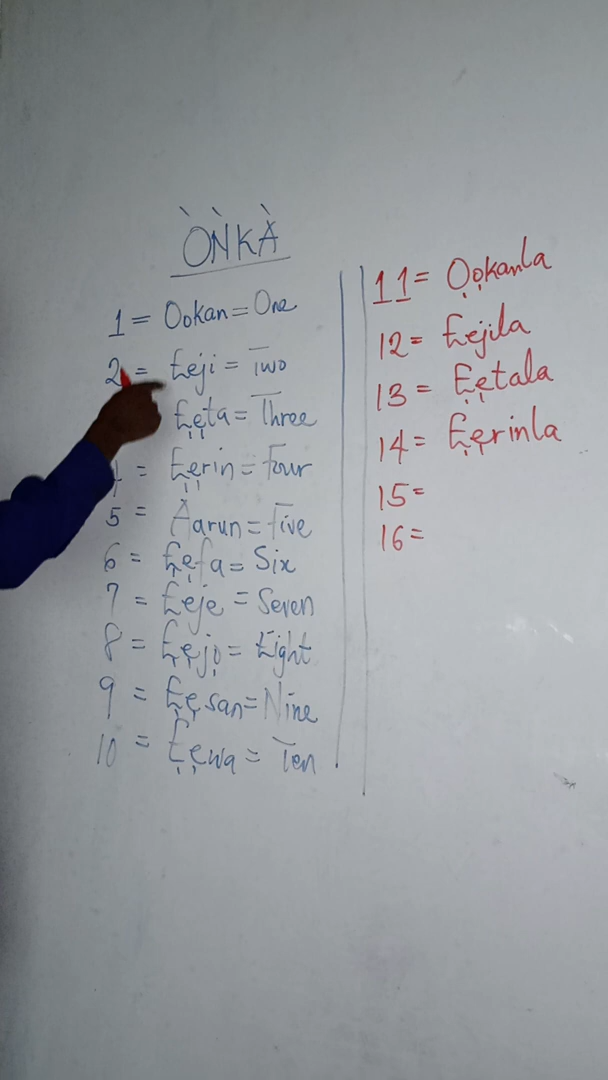 ÒǸKÀ
1 = Ookan = One
2 = Eeji = Two
Ẹẹta = Three
4 = Ẹẹrin = Four
5 = Aarun = Five
6 = Ẹẹfa = Six
7 = Eeje = Seven
8 = Ẹẹjọ = Eight
9 = Ẹẹsan = Nine
10 = Ẹẹwa = Ten
11 = Ọọkanla
12 = Eejila
13 = Ẹẹtala
14 = Ẹẹrinla
15 =
16 =